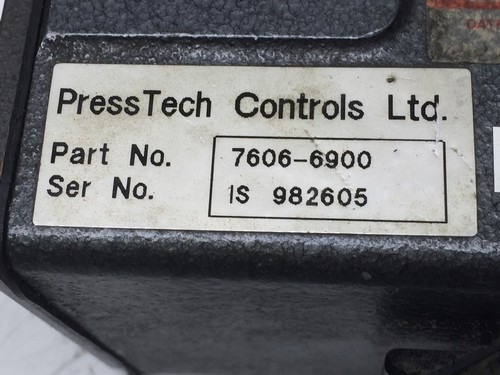 PressTech Controls Ltd.
Part No. 7606-6900
Ser No. IS 982605